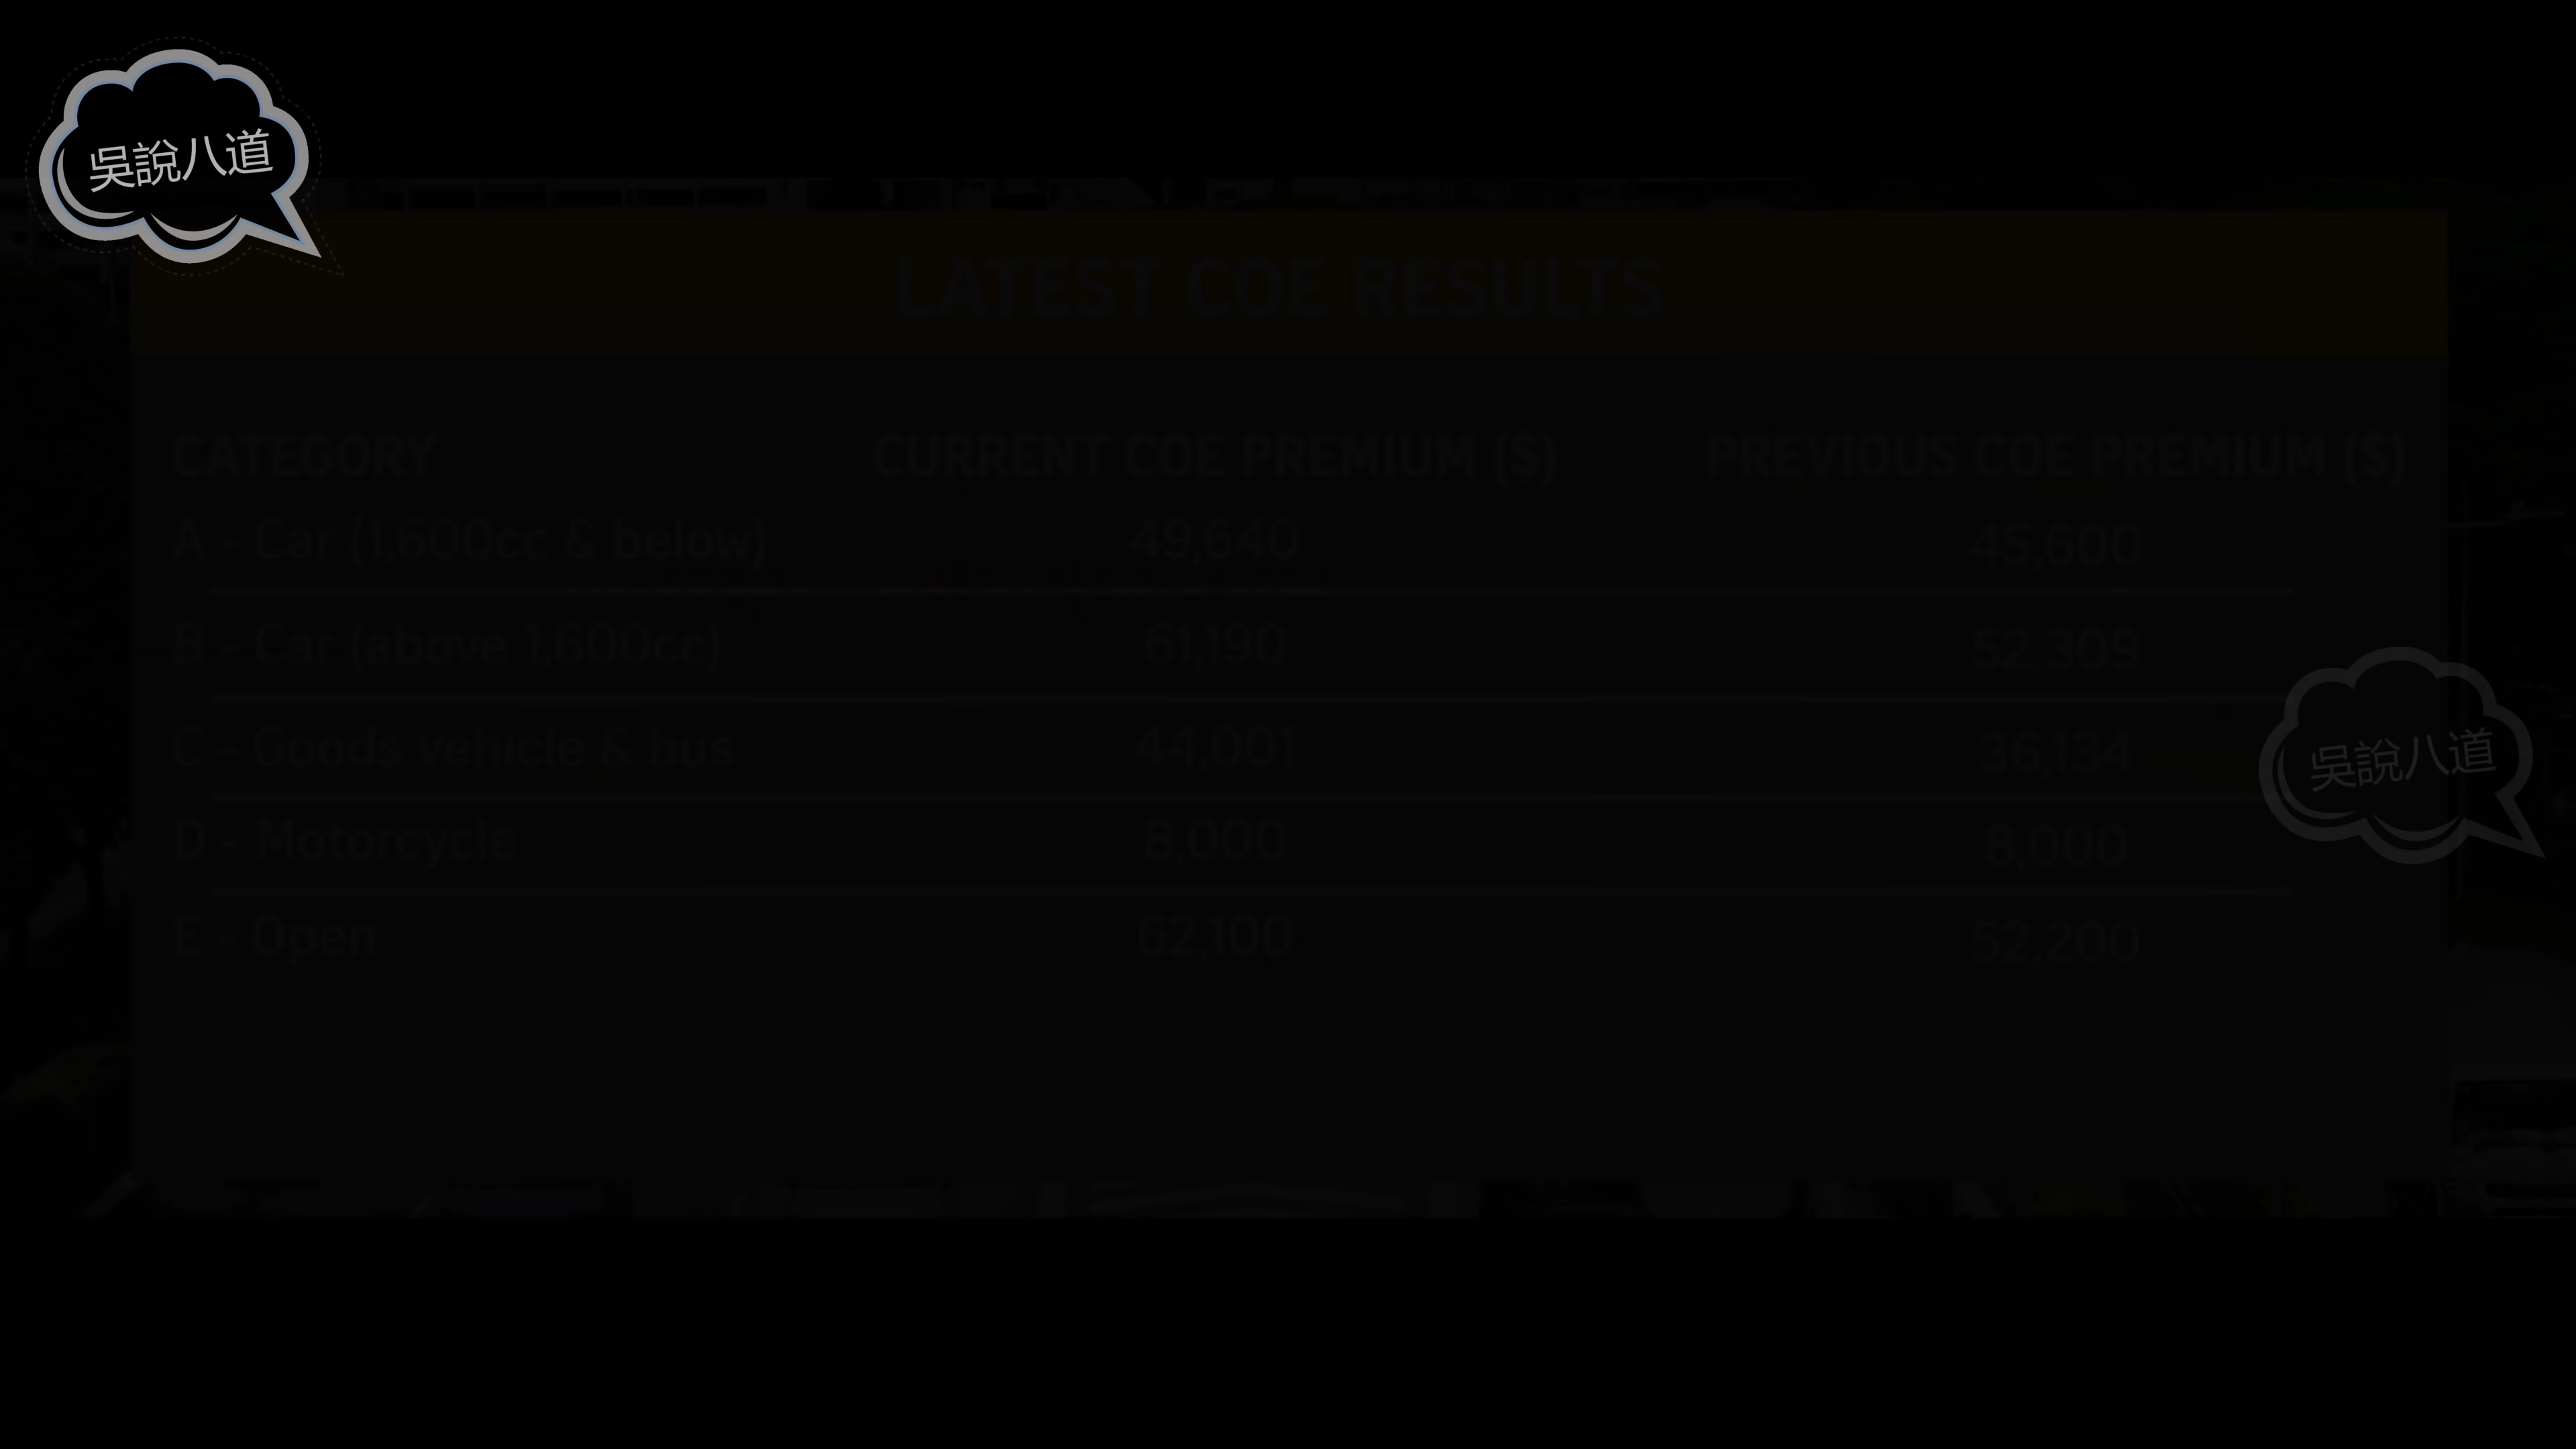 吳說八道
LATEST COE RESULTS
CATEGORY CURRENT COE PREMIUM ($) PREVIOUS COE PREMIUM ($)
A - Car (1,600cc & below) 49,640 45,600
B - Car (above 1,600cc) 61,190 52,309
C - Goods vehicle & bus 44,001 36,134
D - Motorcycle 8,000 8,000
E - Open 62,100 52,200
吳說八道